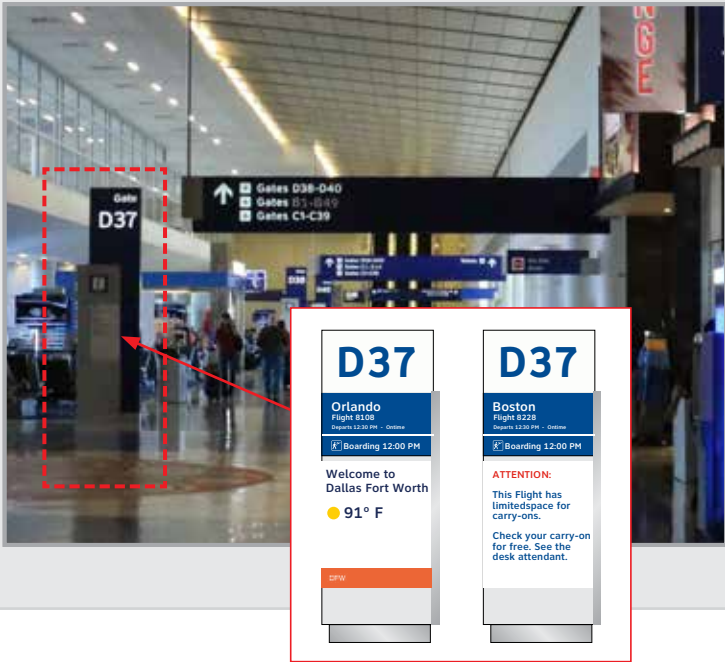 NGE
Gate
D37
Gates D38-D40
Gates B1-B49
Gates C1-C39
D38
D37
Orlando
Flight 8108
Departs 12:30 PM - Ontime
Boarding 12:00 PM
Welcome to
Dallas Fort Worth
91° F
DFW
D37
Boston
Flight 8228
Departs 12:30 PM - Ontime
Boarding 12:00 PM
ATTENTION:
This Flight has
limitedspace for
carry-ons.
Check your carry-on
for free. See the
desk attendant.